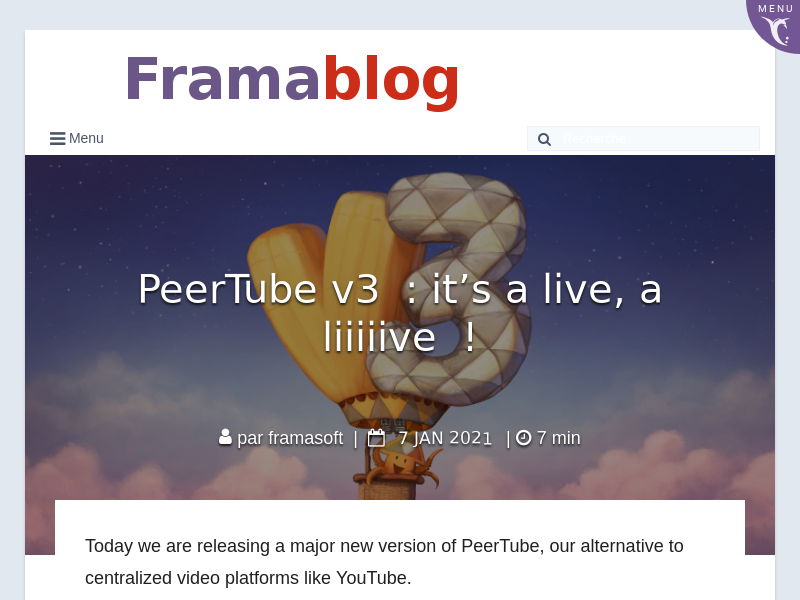 MENU
Framablog
Menu
PeerTube v3 : it’s a live, a
liiiiive !
par framasoft | 7 JAN 2021 | 7 min
Today we are releasing a major new version of PeerTube, our alternative to
centralized video platforms like YouTube.